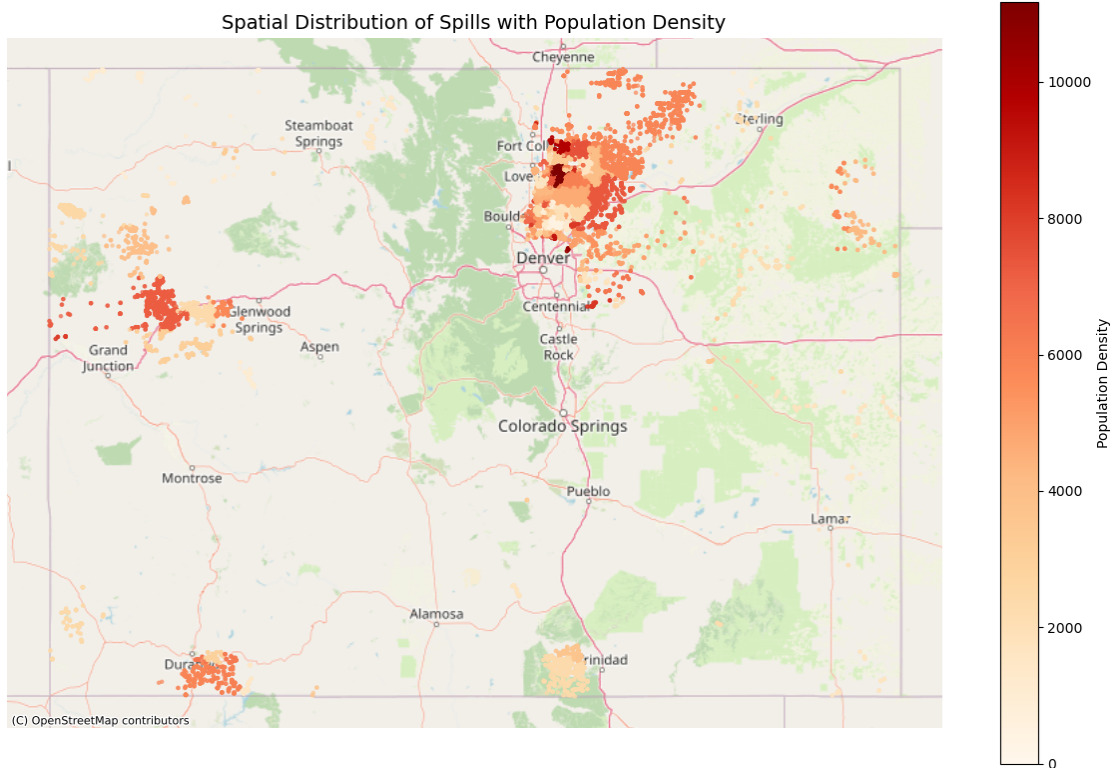 Spatial Distribution of Spills with Population Density
Cheyenne
Steamboat
Springs
Sterling
Fort Col
Love
Bould
Denver
Centennial
Glenwood
Springs
Castle
Rock
Grand
Junction
Aspen
Colorado Springs
Montrose
Pueblo
Lamar
Alamosa
Dura
rinidad
(C) OpenStreetMap contributors
10000
8000
6000
4000
2000
0
Population Density